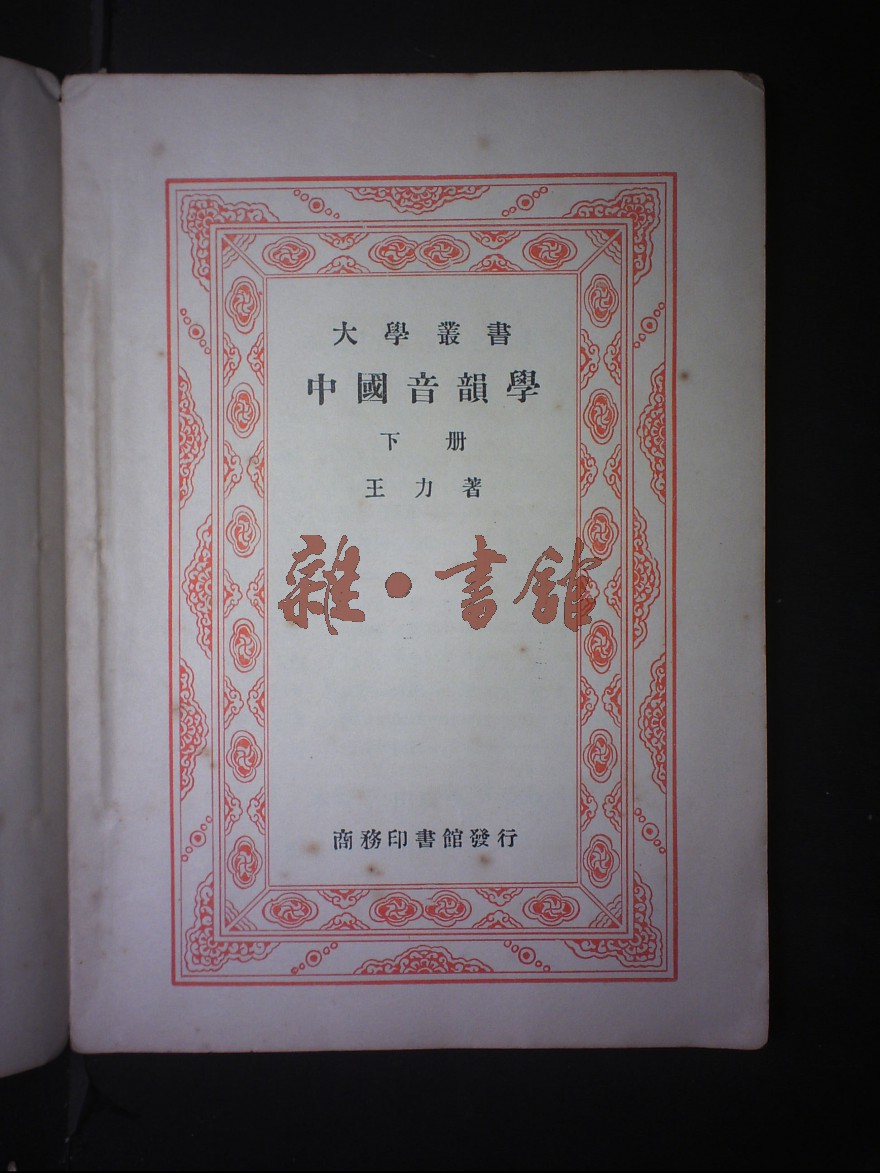 大學叢書
中國音韻學
下册
王力著
雜•書館
商務印書館發行